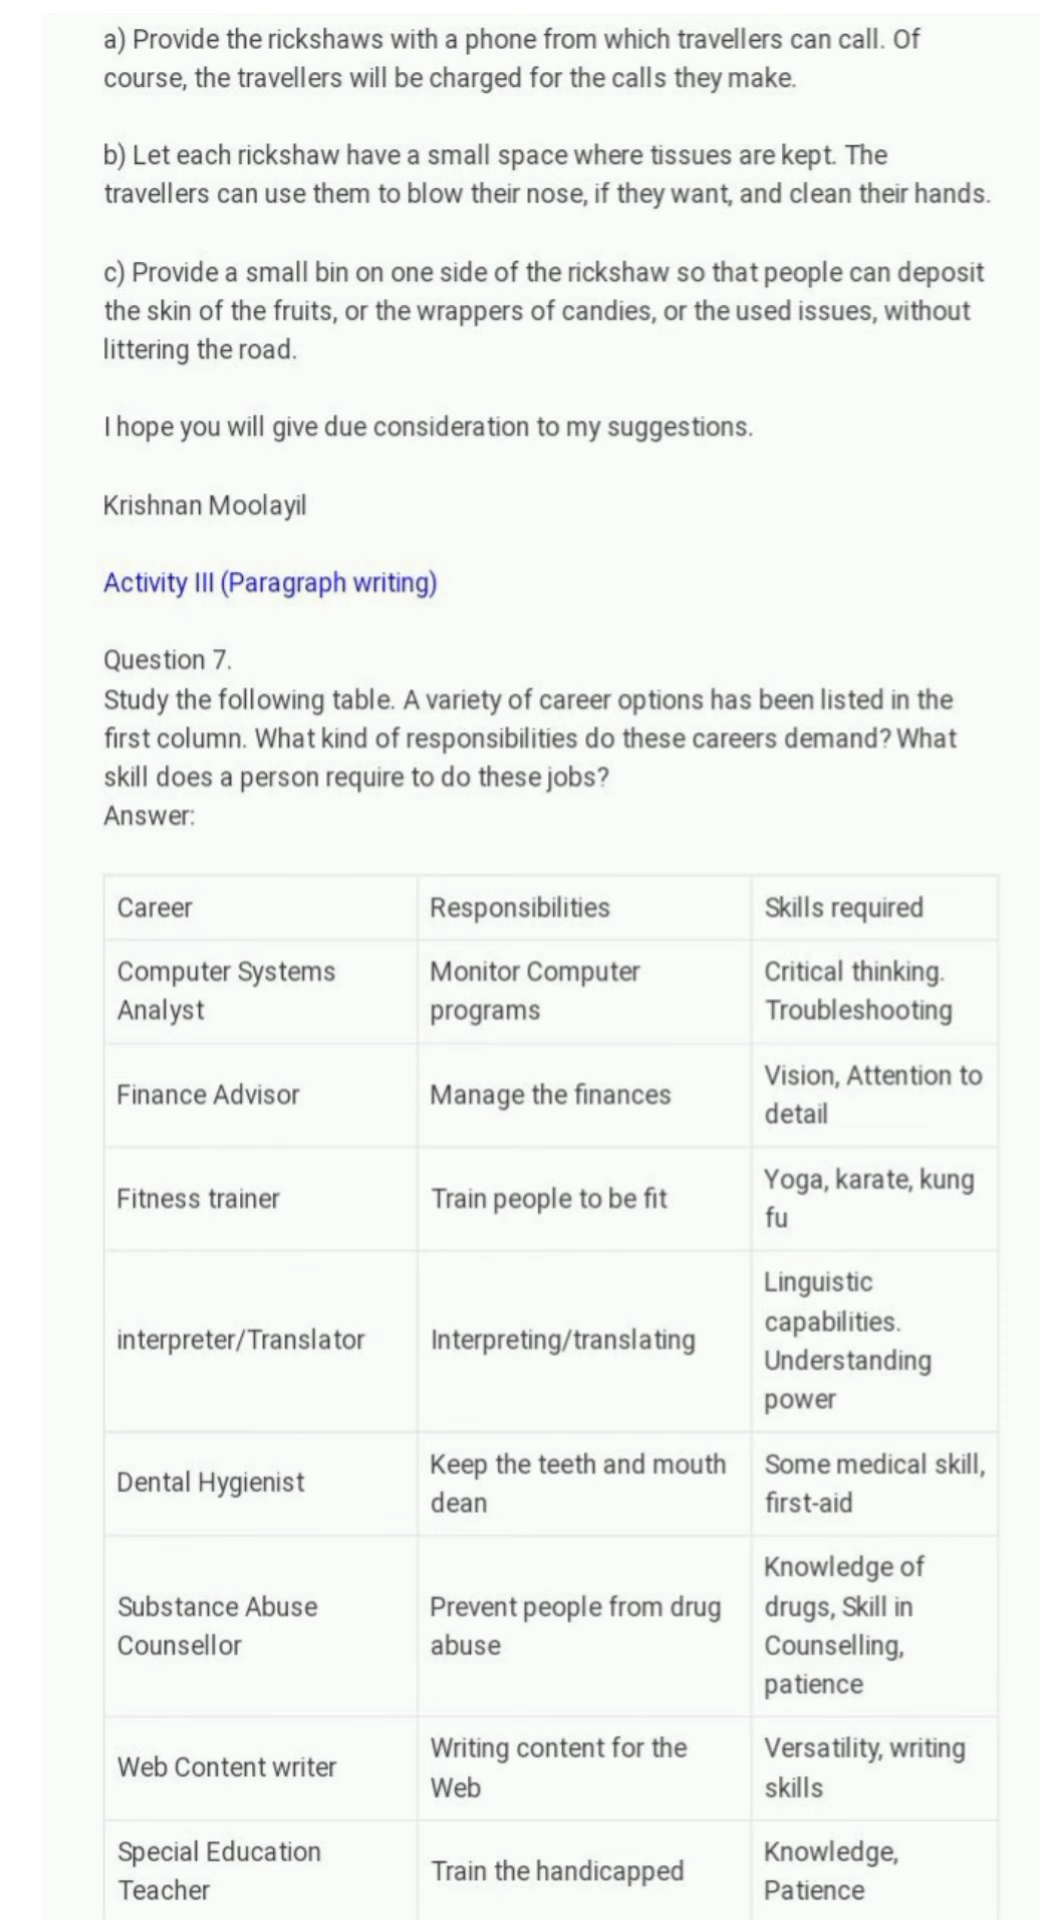 a) Provide the rickshaws with a phone from which travellers can call. Of
course, the travellers will be charged for the calls they make.
b) Let each rickshaw have a small space where tissues are kept. The
travellers can use them to blow their nose, if they want, and clean their hands.
c) Provide a small bin on one side of the rickshaw so that people can deposit
the skin of the fruits, or the wrappers of candies, or the used issues, without
littering the road.
I hope you will give due consideration to my suggestions.
Krishnan Moolayil
Activity III (Paragraph writing)
Question 7.
Study the following table. A variety of career options has been listed in the
first column. What kind of responsibilities do these careers demand? What
skill does a person require to do these jobs?
Answer:
Career
Responsibilities
Skills required
Computer Systems
Analyst
Monitor Computer
programs
Critical thinking.
Troubleshooting
Finance Advisor
Manage the finances
Vision, Attention to
detail
Fitness trainer
Train people to be fit
Yoga, karate, kung
fu
interpreter/Translator
Interpreting/translating
Linguistic
capabilities.
Understanding
power
Dental Hygienist
Keep the teeth and mouth
dean
Some medical skill,
first-aid
Substance Abuse
Counsellor
Prevent people from drug
abuse
Knowledge of
drugs, Skill in
Counselling,
patience
Web Content writer
Writing content for the
Web
Versatility, writing
skills
Special Education
Teacher
Train the handicapped
Knowledge,
Patience